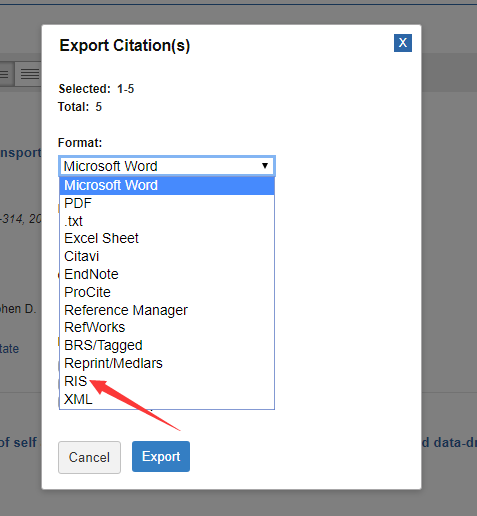 Export Citation(s)
X
Selected: 1-5
Total: 5
nsport
Format:
Microsoft Word
Microsoft Word
PDF
-314, 20
.txt
Excel Sheet
Citavi
EndNote
ProCite
hen D.
Reference Manager
RefWorks
tate
BRS/Tagged
Reprint/Medlars
RIS
XML
of self
d data-dr
Cancel
Export